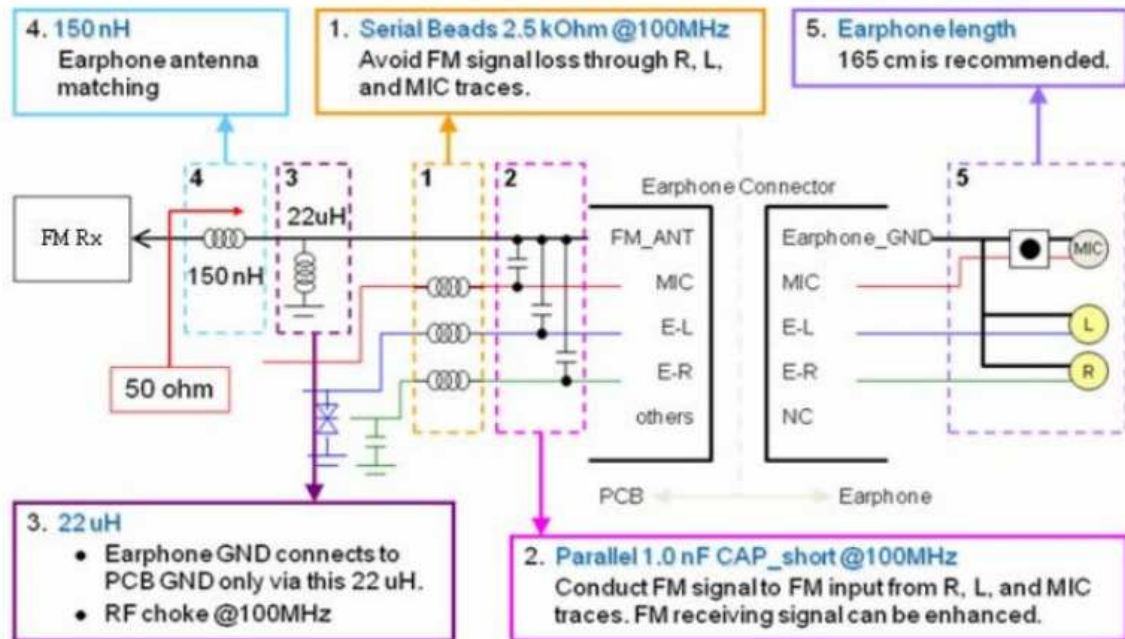 4. 150 nH
Earphone antenna
matching
1. Serial Beads 2.5 kOhm @100MHz
Avoid FM signal loss through R, L,
and MIC traces.
5. Earphone length
165 cm is recommended.
4
3
1
2
5
Earphone Connector
FM Rx
150 nH
22uH
50 ohm
FM_ANT
MIC
E-L
E-R
others
Earphone_GND
MIC
E-L
E-R
NC
MIC
L
R
PCB
Earphone
3. 22 uH
● Earphone GND connects to
PCB GND only via this 22 uH.
● RF choke @100MHz
2. Parallel 1.0 nF CAP_short @100MHz
Conduct FM signal to FM input from R, L, and MIC
traces. FM receiving signal can be enhanced.